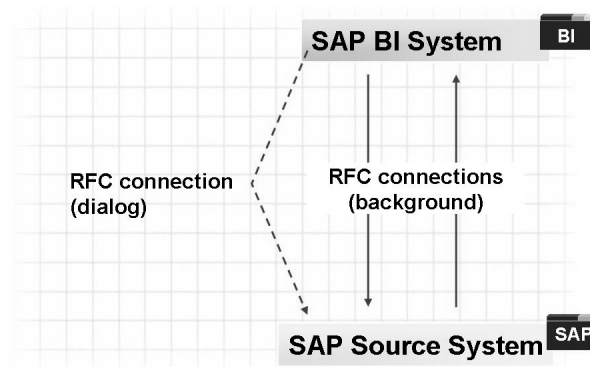 SAP BI System
BI
RFC connection
(dialog)
RFC connections
(background)
SAP Source System
SAP